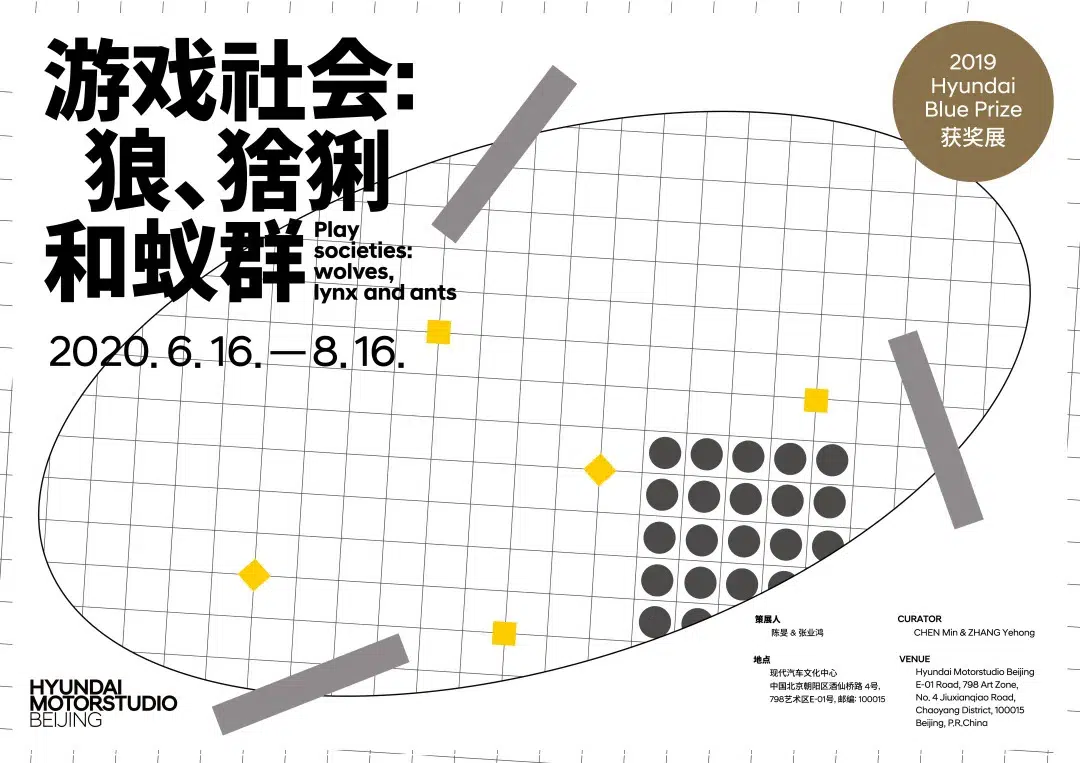 游戏社会:
狼、猞猁
和蚁群
Play
societies:
wolves,
lynx and ants
2020. 6. 16. — 8. 16.
2019
Hyundai
Blue Prize
获奖展
策展人
陈旻 & 张业鸿
地点
现代汽车文化中心
中国北京朝阳区酒仙桥路 4号,
798艺术区E-01号, 邮编: 100015
CURATOR
CHEN Min & ZHANG Yehong
VENUE
Hyundai Motorstudio Beijing
E-01 Road, 798 Art Zone,
No. 4 Jiuxianqiao Road,
Chaoyang District, 100015
Beijing, P.R.China
HYUNDAI
MOTORSTUDIO
BEIJING